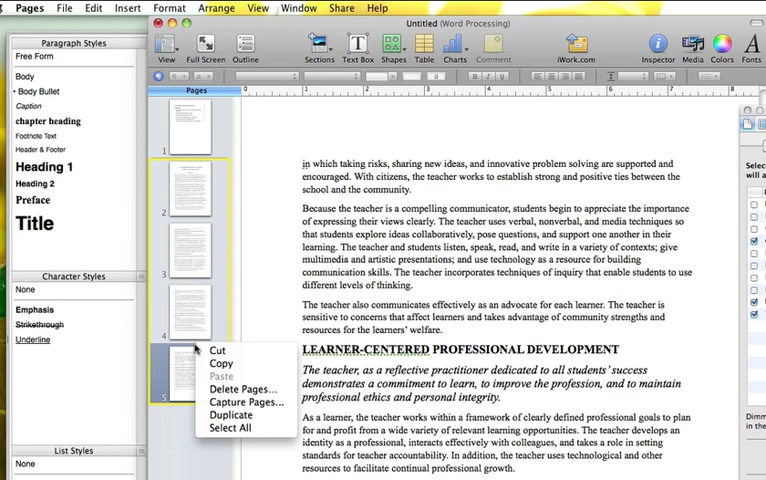 Pages File Edit Insert Format Arrange View Window Share Help
Untitled (Word Processing)
View Full Screen Outline Sections Text Box Shapes Table Charts Comment iWork.com Inspector Media Colors Fonts
B I U
Paragraph Styles
Free Form
Body
• Body Bullet
Caption
chapter heading
Footnote Text
Header & Footer
Heading 1
Heading 2
Preface
Title
Character Styles
None
Emphasis
Strikethrough
Underline
List Styles
None
Pages
1
2
3
4
5
0 1 2 3 4 5 6 7 8
Cut
Copy
Paste
Delete Pages...
Capture Pages...
Duplicate
Select All
in which taking risks, sharing new ideas, and innovative problem solving are supported and
encouraged. With citizens, the teacher works to establish strong and positive ties between the
school and the community.
Because the teacher is a compelling communicator, students begin to appreciate the importance
of expressing their views clearly. The teacher uses verbal, nonverbal, and media techniques so
that students explore ideas collaboratively, pose questions, and support one another in their
learning. The teacher and students listen, speak, read, and write in a variety of contexts; give
multimedia and artistic presentations; and use technology as a resource for building
communication skills. The teacher incorporates techniques of inquiry that enable students to use
different levels of thinking.
The teacher also communicates effectively as an advocate for each learner. The teacher is
sensitive to concerns that affect learners and takes advantage of community strengths and
resources for the learners' welfare.
LEARNER-CENTERED PROFESSIONAL DEVELOPMENT
The teacher, as a reflective practitioner dedicated to all students' success
demonstrates a commitment to learn, to improve the profession, and to maintain
professional ethics and personal integrity.
As a learner, the teacher works within a framework of clearly defined professional goals to plan
for and profit from a wide variety of relevant learning opportunities. The teacher develops an
identity as a professional, interacts effectively with colleagues, and takes a role in setting
standards for teacher accountability. In addition, the teacher uses technological and other
resources to facilitate continual professional growth.
Selec
will a
Dimm
in the